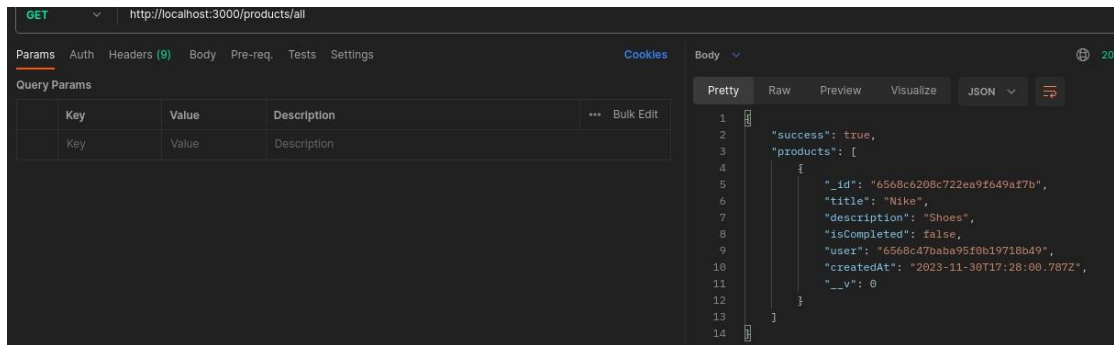 GET http://localhost:3000/products/all
Params Auth Headers (9) Body Pre-req. Tests Settings Cookies
Query Params
Key Value Description ••• Bulk Edit
Key Value Description
Body 20
Pretty Raw Preview Visualize JSON
1 {
2 "success": true,
3 "products": [
4 {
5 "_id": "6568c6208c722ea9f649af7b",
6 "title": "Nike",
7 "description": "Shoes",
8 "isCompleted": false,
9 "user": "6568c47baba95f0b19718b49",
10 "createdAt": "2023-11-30T17:28:00.787Z",
11 "__v": 0
12 }
13 ]
14 }